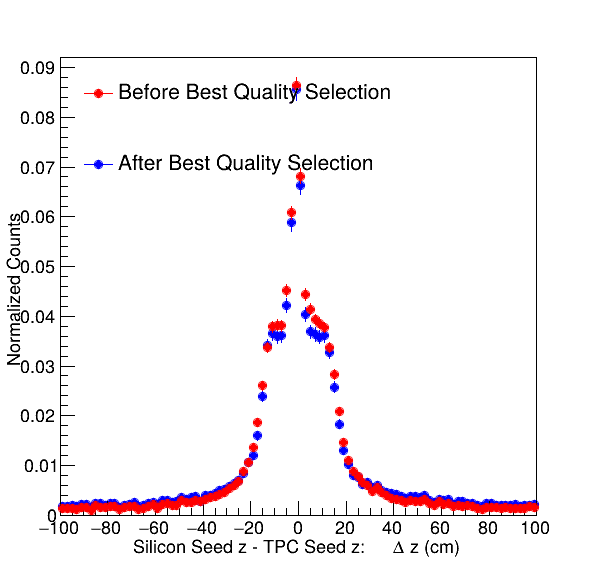 0.09
Before Best Quality Selection
0.08
0.07
After Best Quality Selection
0.06
0.05
0.04
0.03
0.02
0.01
0
Normalized Counts
−100 −80 −60 −40 −20 0 20 40 60 80 100
Silicon Seed z - TPC Seed z: Δ z (cm)